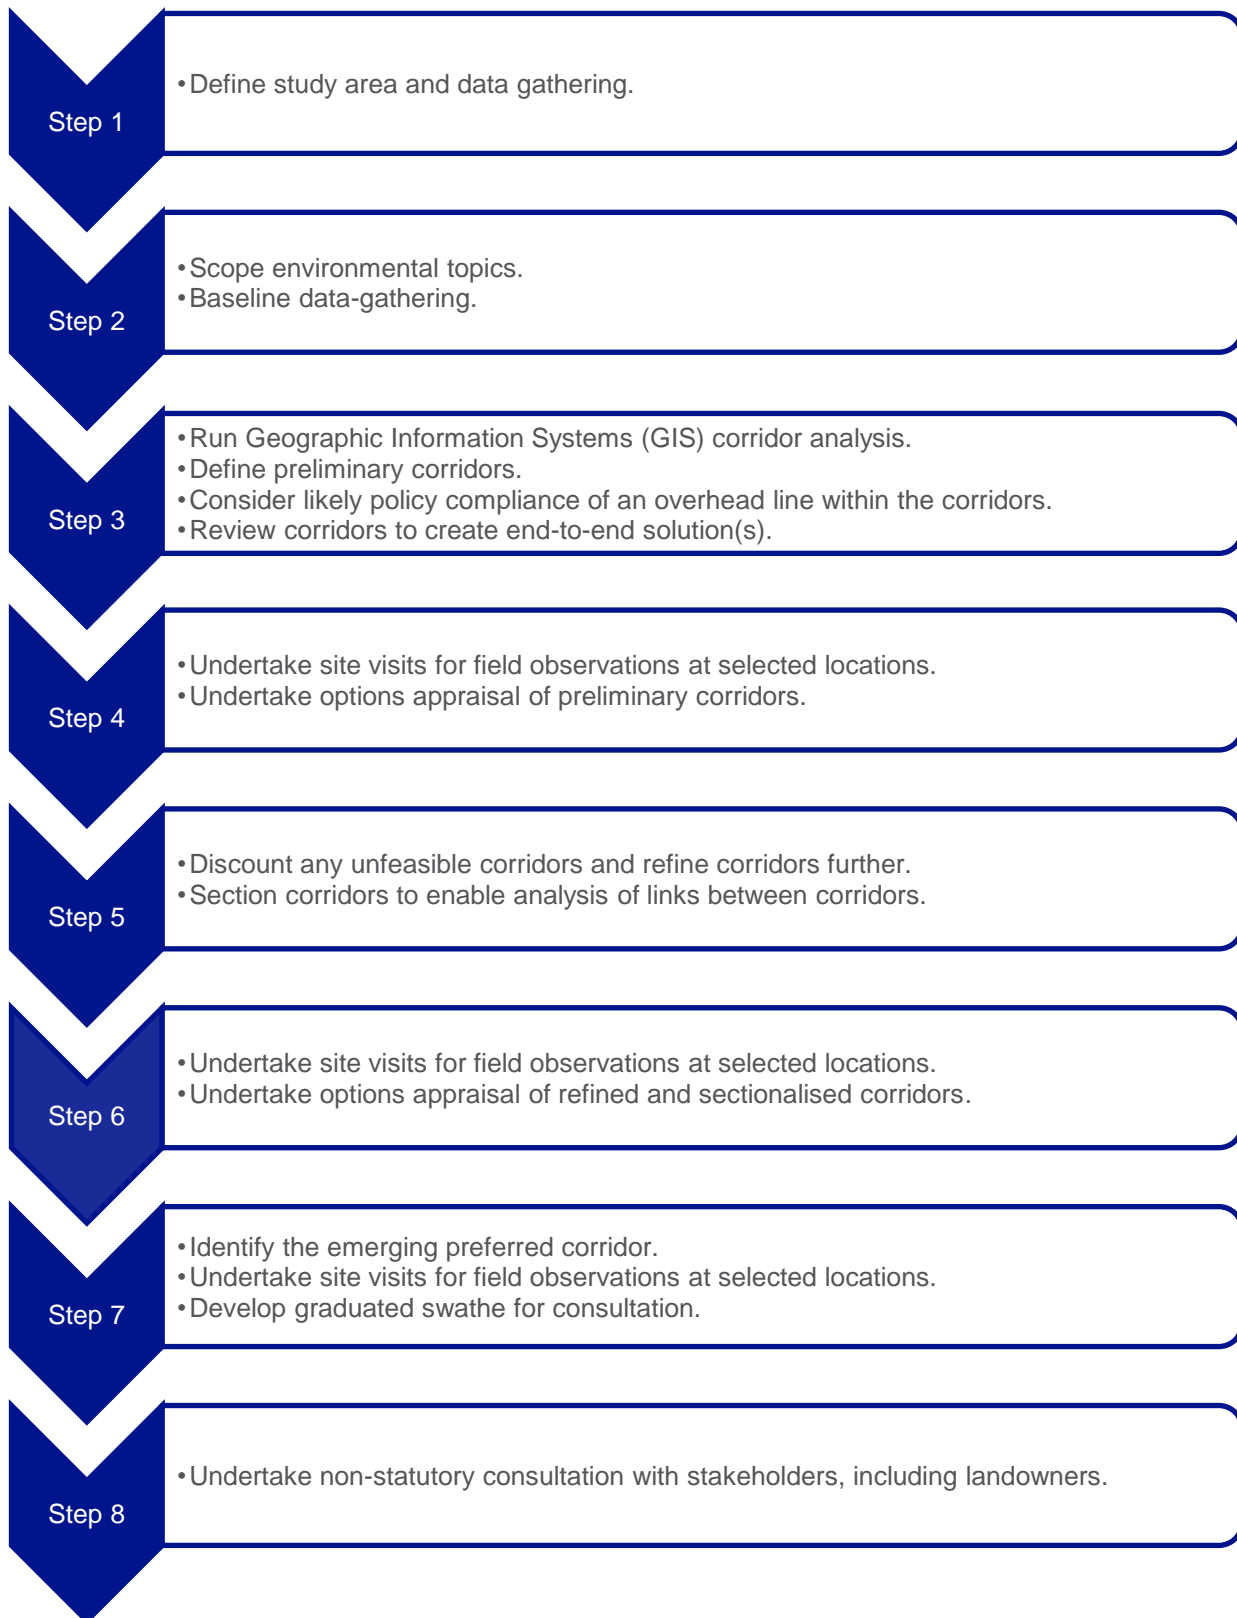 Step 1
•Define study area and data gathering.
Step 2
•Scope environmental topics.
•Baseline data-gathering.
Step 3
•Run Geographic Information Systems (GIS) corridor analysis.
•Define preliminary corridors.
•Consider likely policy compliance of an overhead line within the corridors.
•Review corridors to create end-to-end solution(s).
Step 4
•Undertake site visits for field observations at selected locations.
•Undertake options appraisal of preliminary corridors.
Step 5
•Discount any unfeasible corridors and refine corridors further.
•Section corridors to enable analysis of links between corridors.
Step 6
•Undertake site visits for field observations at selected locations.
•Undertake options appraisal of refined and sectionalised corridors.
Step 7
•Identify the emerging preferred corridor.
•Undertake site visits for field observations at selected locations.
•Develop graduated swathe for consultation.
Step 8
•Undertake non-statutory consultation with stakeholders, including landowners.